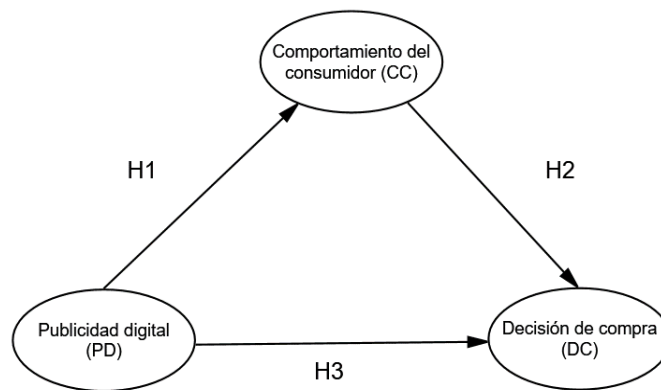 Comportamiento del
consumidor (CC)
H1
H2
Publicidad digital
(PD)
Decisión de compra
(DC)
H3